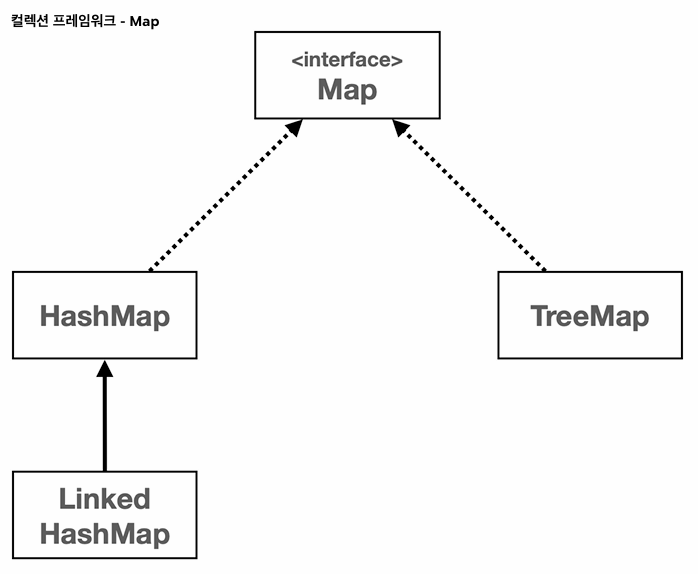 컬렉션 프레임워크 - Map
<interface>
Map
HashMap
TreeMap
Linked
HashMap